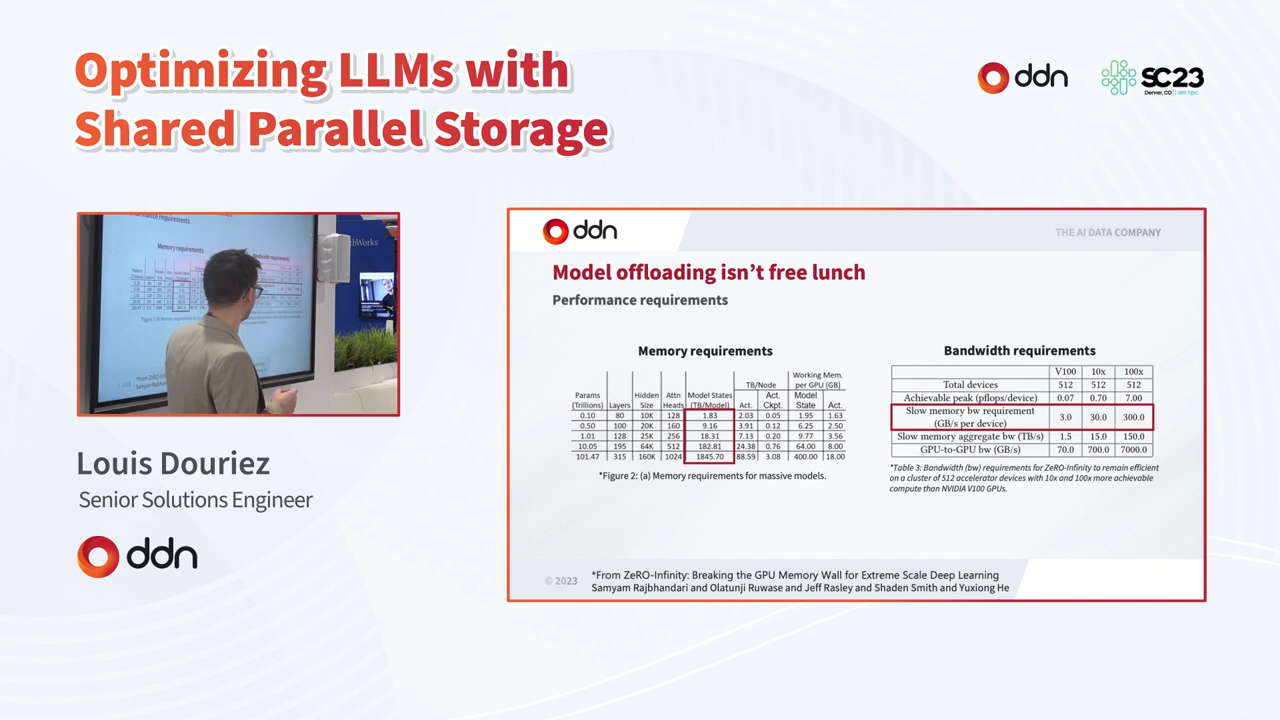 Optimizing LLMs with
Shared Parallel Storage
ddn
SC23
Denver, CO | I am hpc.
Memory requirements
Louis Douriez
Senior Solutions Engineer
ddn
ddn
THE AI DATA COMPANY
Model offloading isn't free lunch
Performance requirements
Memory requirements
Working Mem.
TB/Node per GPU (GB)
Params Hidden Attn Model States Act. Model
(Trillions) Layers Size Heads (TB/Model) Act. Ckpt. State Act.
0.10 80 10K 128 1.83 2.03 0.05 1.95 1.63
0.50 100 20K 160 9.16 3.91 0.12 6.25 2.50
1.01 128 25K 256 18.31 7.13 0.20 9.77 3.56
10.05 195 64K 512 182.81 24.38 0.76 64.00 8.00
101.47 315 160K 1024 1845.70 88.59 3.08 400.00 18.00
*Figure 2: (a) Memory requirements for massive models.
Bandwidth requirements
V100 10x 100x
Total devices 512 512 512
Achievable peak (pflops/device) 0.07 0.70 7.00
Slow memory bw requirement
(GB/s per device) 3.0 30.0 300.0
Slow memory aggregate bw (TB/s) 1.5 15.0 150.0
GPU-to-GPU bw (GB/s) 70.0 700.0 7000.0
*Table 3: Bandwidth (bw) requirements for ZeRO-Infinity to remain efficient
on a cluster of 512 accelerator devices with 10x and 100x more achievable
compute than NVIDIA V100 GPUs.
© 2023
*From ZeRO-Infinity: Breaking the GPU Memory Wall for Extreme Scale Deep Learning
Samyam Rajbhandari and Olatunji Ruwase and Jeff Rasley and Shaden Smith and Yuxiong He